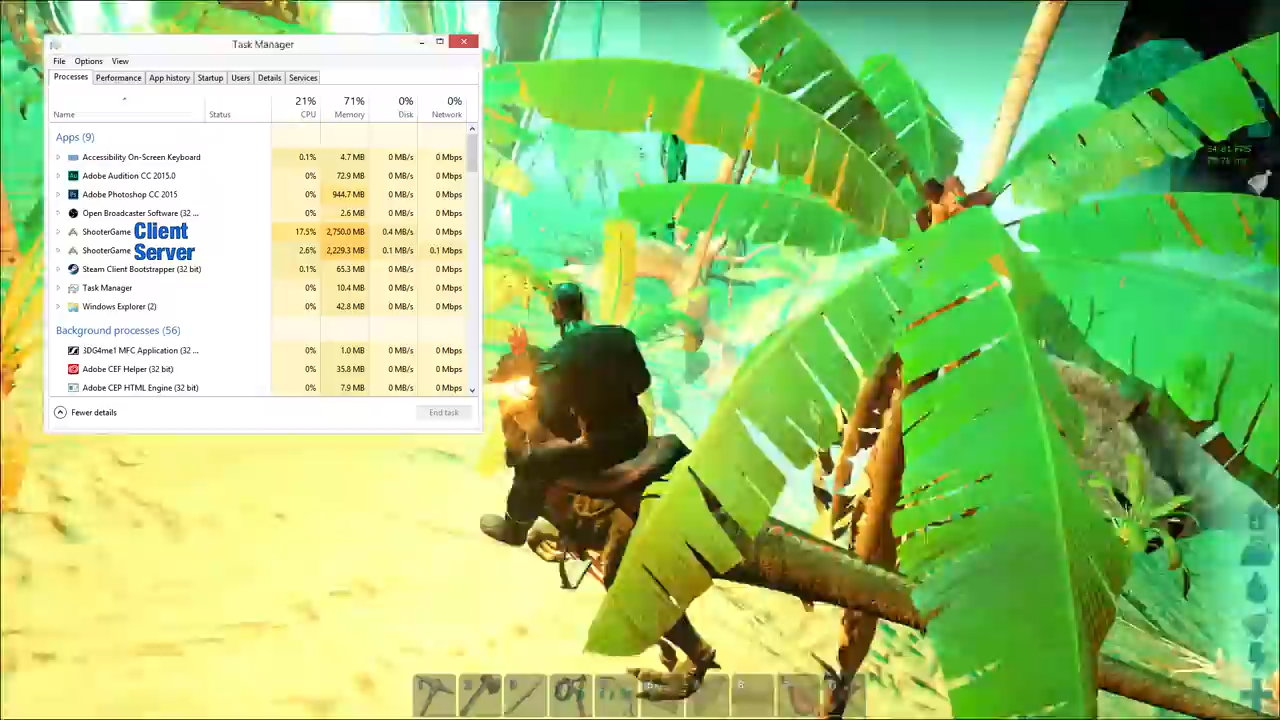 Task Manager
File Options View
Processes Performance App history Startup Users Details Services
21% 71% 0% 0%
Name Status CPU Memory Disk Network
Apps (9)
Accessibility On-Screen Keyboard 0.1% 4.7 MB 0 MB/s 0 Mbps
Adobe Audition CC 2015.0 0% 72.9 MB 0 MB/s 0 Mbps
Adobe Photoshop CC 2015 0% 944.7 MB 0 MB/s 0 Mbps
Open Broadcaster Software (32 ... 0% 2.6 MB 0 MB/s 0 Mbps
ShooterGame Client 17.5% 2,750.0 MB 0.4 MB/s 0 Mbps
ShooterGame Server 2.6% 2,229.3 MB 0.1 MB/s 0.1 Mbps
Steam Client Bootstrapper (32 bit) 0.1% 65.3 MB 0 MB/s 0 Mbps
Task Manager 0% 10.4 MB 0 MB/s 0 Mbps
Windows Explorer (2) 0% 42.8 MB 0 MB/s 0 Mbps
Background processes (56)
3DG4me1 MFC Application (32 ... 0% 1.0 MB 0 MB/s 0 Mbps
Adobe CEF Helper (32 bit) 0% 35.8 MB 0 MB/s 0 Mbps
Adobe CEP HTML Engine (32 bit) 0% 7.9 MB 0 MB/s 0 Mbps
Fewer details End task